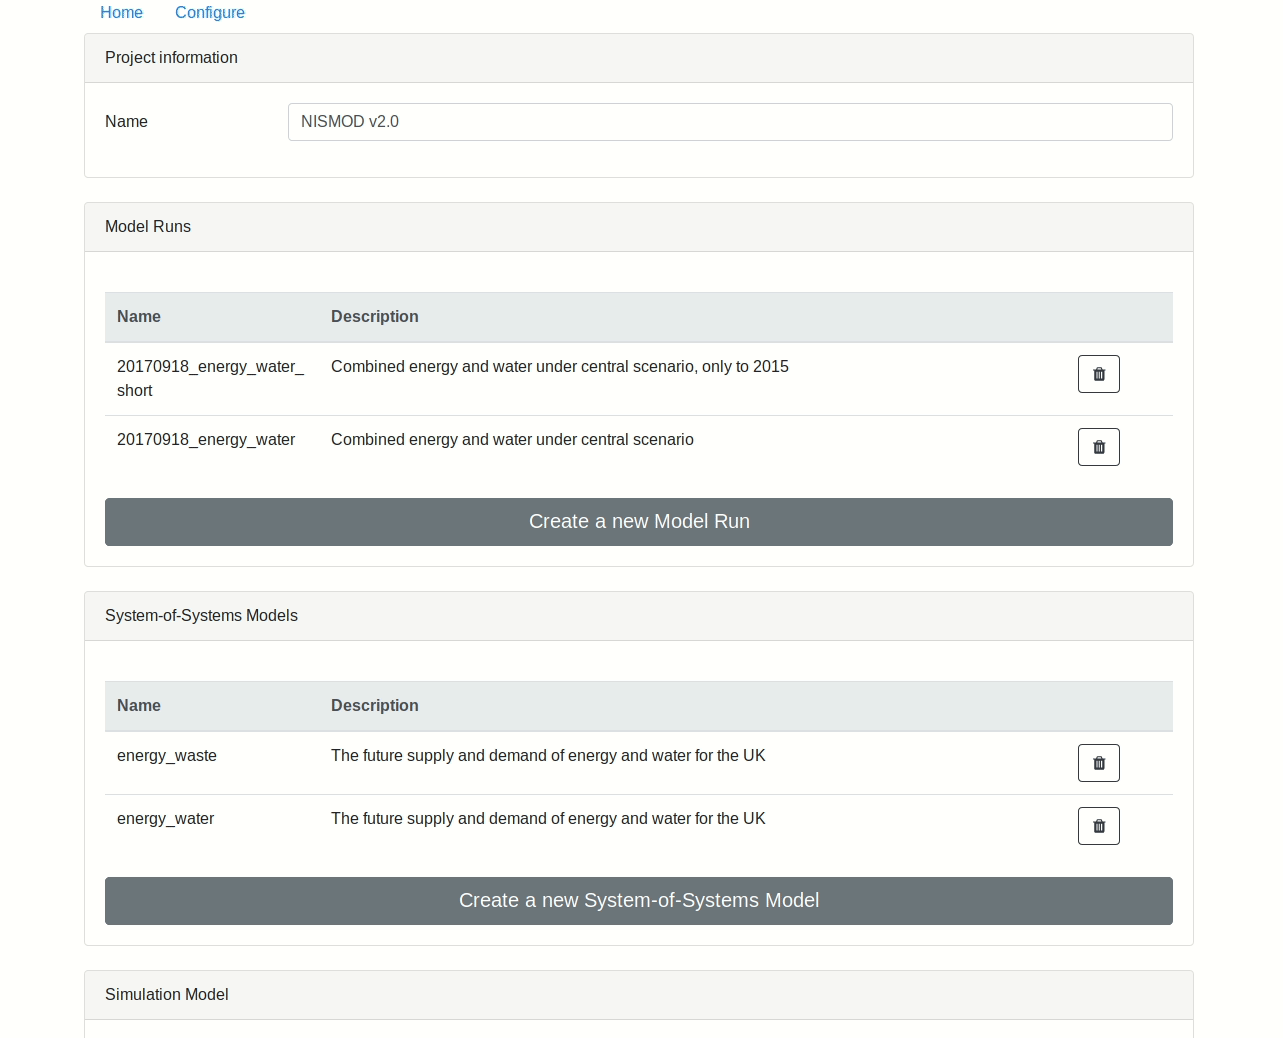 Home Configure
Project information
Name NISMOD v2.0
Model Runs
Name Description
20170918_energy_water_ Combined energy and water under central scenario, only to 2015
short
20170918_energy_water Combined energy and water under central scenario
Create a new Model Run
System-of-Systems Models
Name Description
energy_waste The future supply and demand of energy and water for the UK
energy_water The future supply and demand of energy and water for the UK
Create a new System-of-Systems Model
Simulation Model